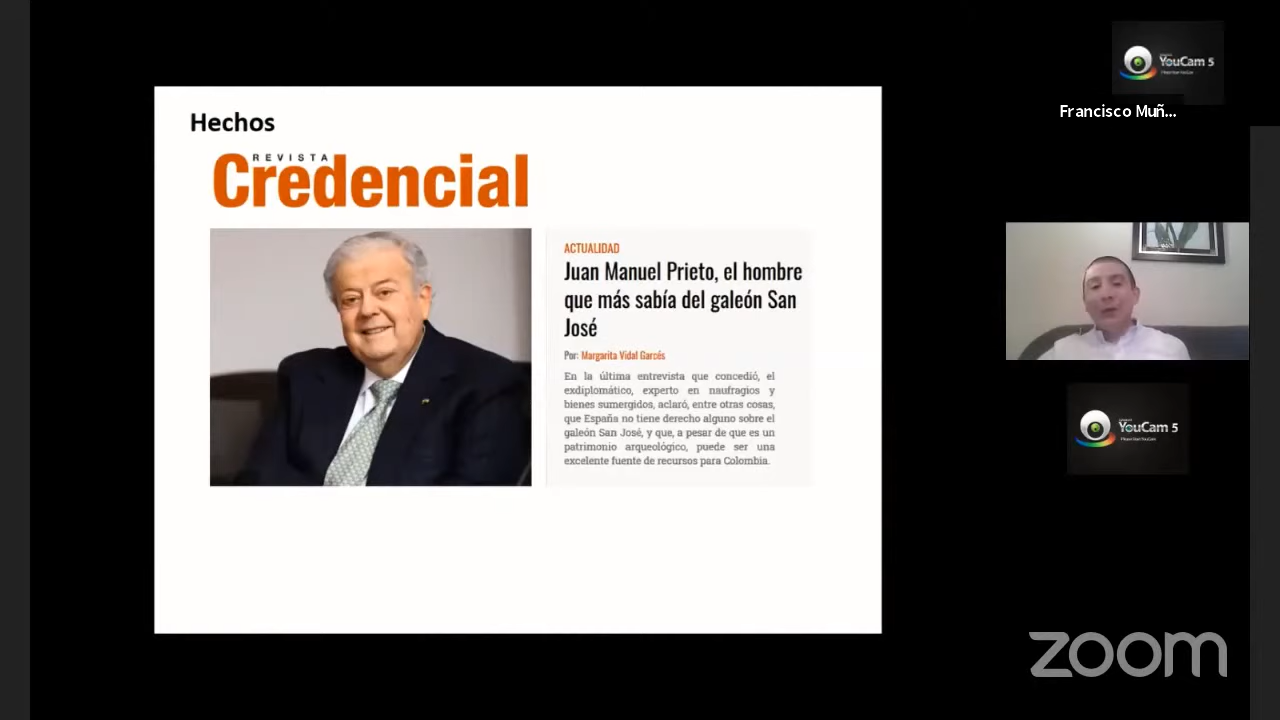 Hechos
REVISTA
Credencial
ACTUALIDAD
Juan Manuel Prieto, el hombre
que más sabía del galeón San
José
Por: Margarita Vidal Garcés
En la última entrevista que concedió, el
exdiplomático, experto en naufragios y
bienes sumergidos, aclaró, entre otras cosas,
que España no tiene derecho alguno sobre el
galeón San José, y que, a pesar de que es un
patrimonio arqueológico, puede ser una
excelente fuente de recursos para Colombia.
YouCam 5
Francisco Muñ...
YouCam 5
zoom